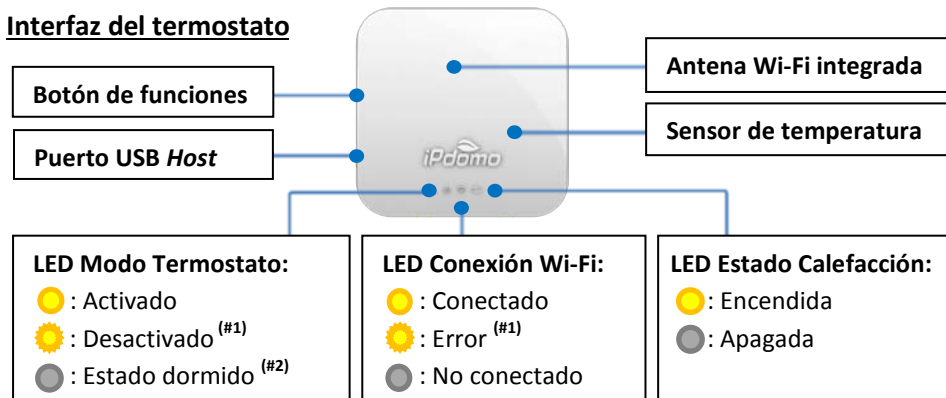 Interfaz del termostato
Botón de funciones
Puerto USB Host
Antena Wi-Fi integrada
Sensor de temperatura
iPdomo
LED Modo Termostato:
: Activado
: Desactivado (#1)
: Estado dormido (#2)
LED Conexión Wi-Fi:
: Conectado
: Error (#1)
: No conectado
LED Estado Calefacción:
: Encendida
: Apagada